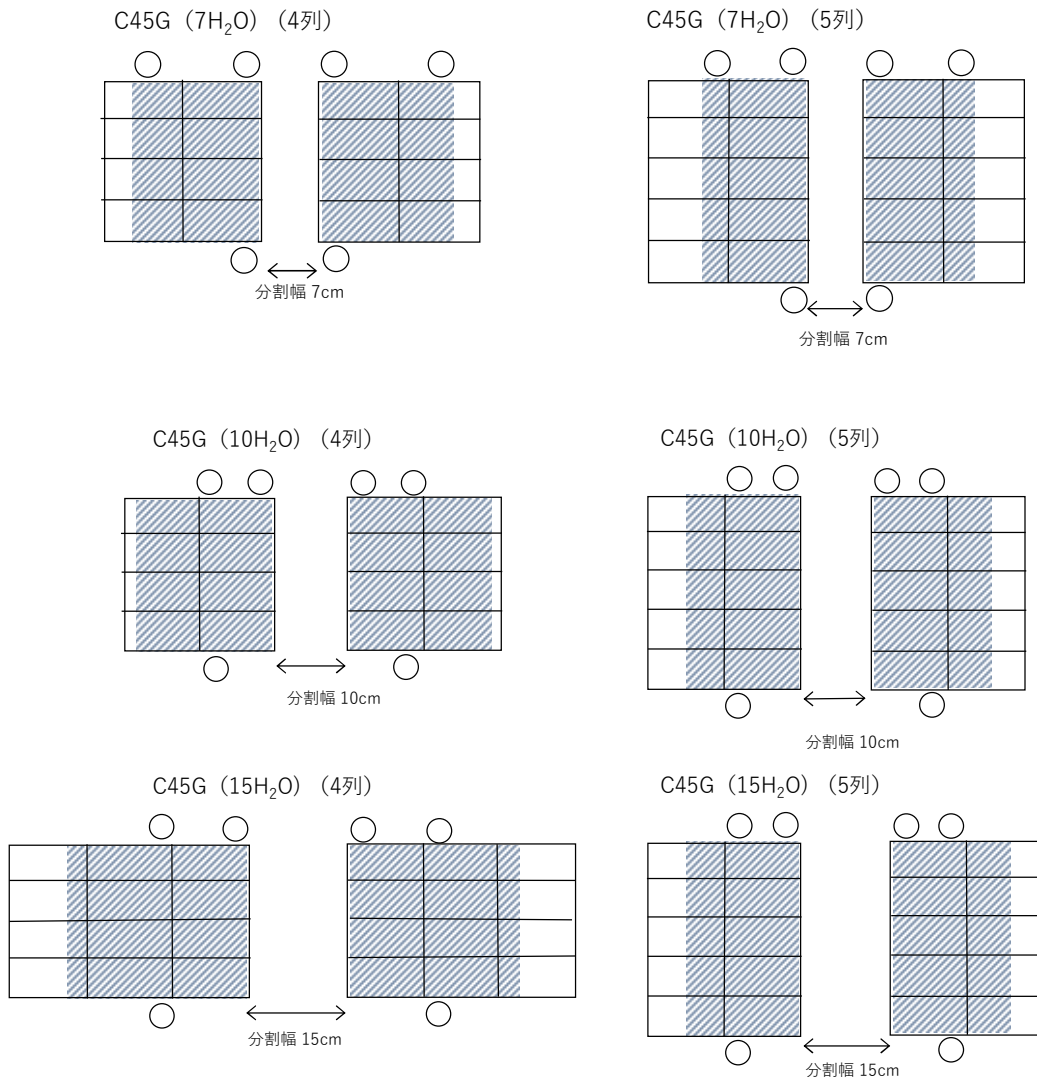 C45G（7H₂O）（4列）
C45G（7H₂O）（5列）
分割幅 7cm
分割幅 7cm
C45G（10H₂O）（4列）
C45G（10H₂O）（5列）
分割幅 10cm
分割幅 10cm
C45G（15H₂O）（4列）
C45G（15H₂O）（5列）
分割幅 15cm
分割幅 15cm